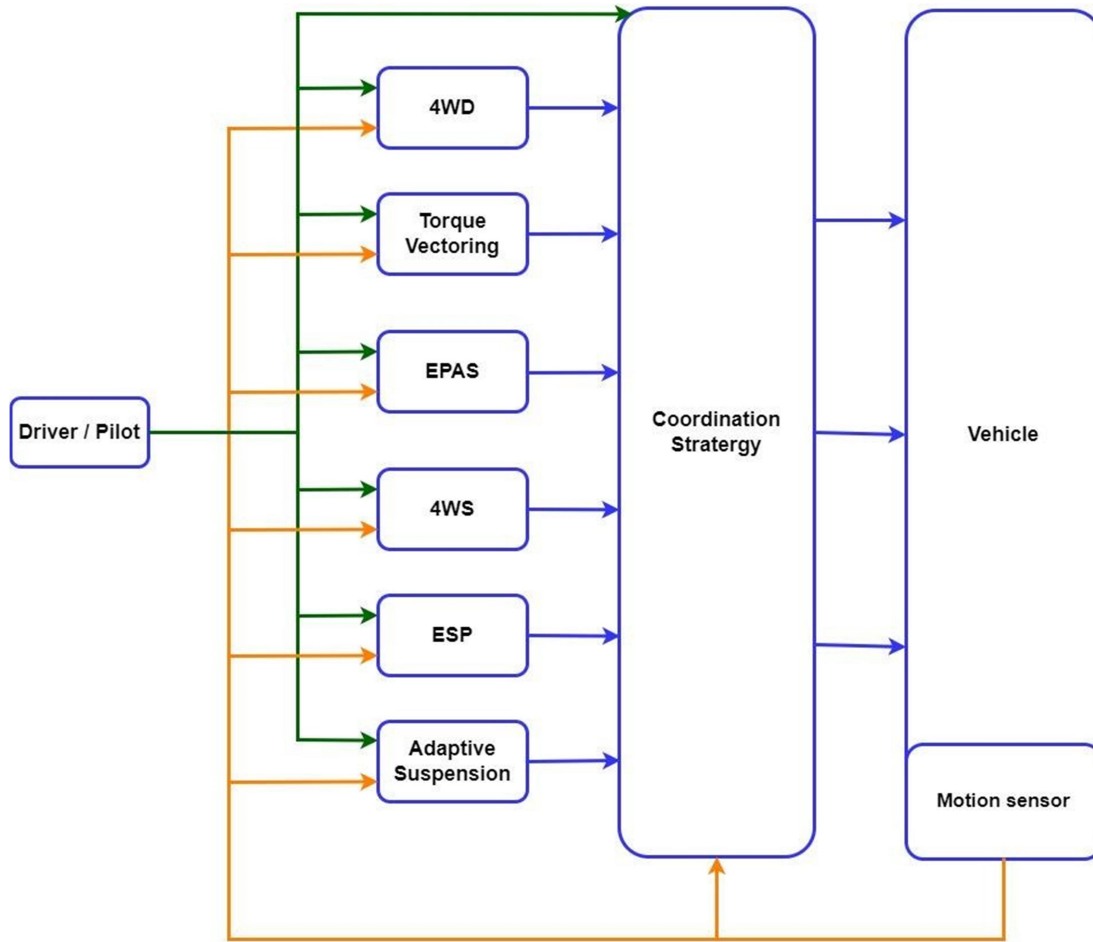 4WD
Torque
Vectoring
EPAS
Driver / Pilot
Coordination
Stratergy
Vehicle
4WS
ESP
Adaptive
Suspension
Motion sensor